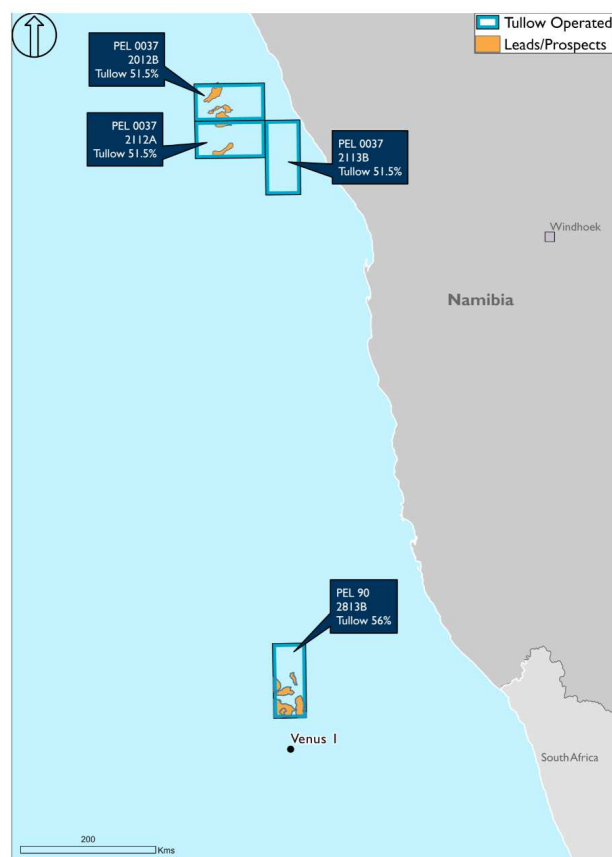 Tullow Operated
Leads/Prospects
PEL 0037
2012B
Tullow 51.5%
PEL 0037
2112A
Tullow 51.5%
PEL 0037
2113B
Tullow 51.5%
Windhoek
Namibia
PEL 90
2813B
Tullow 56%
Venus 1
South Africa
200
Kms